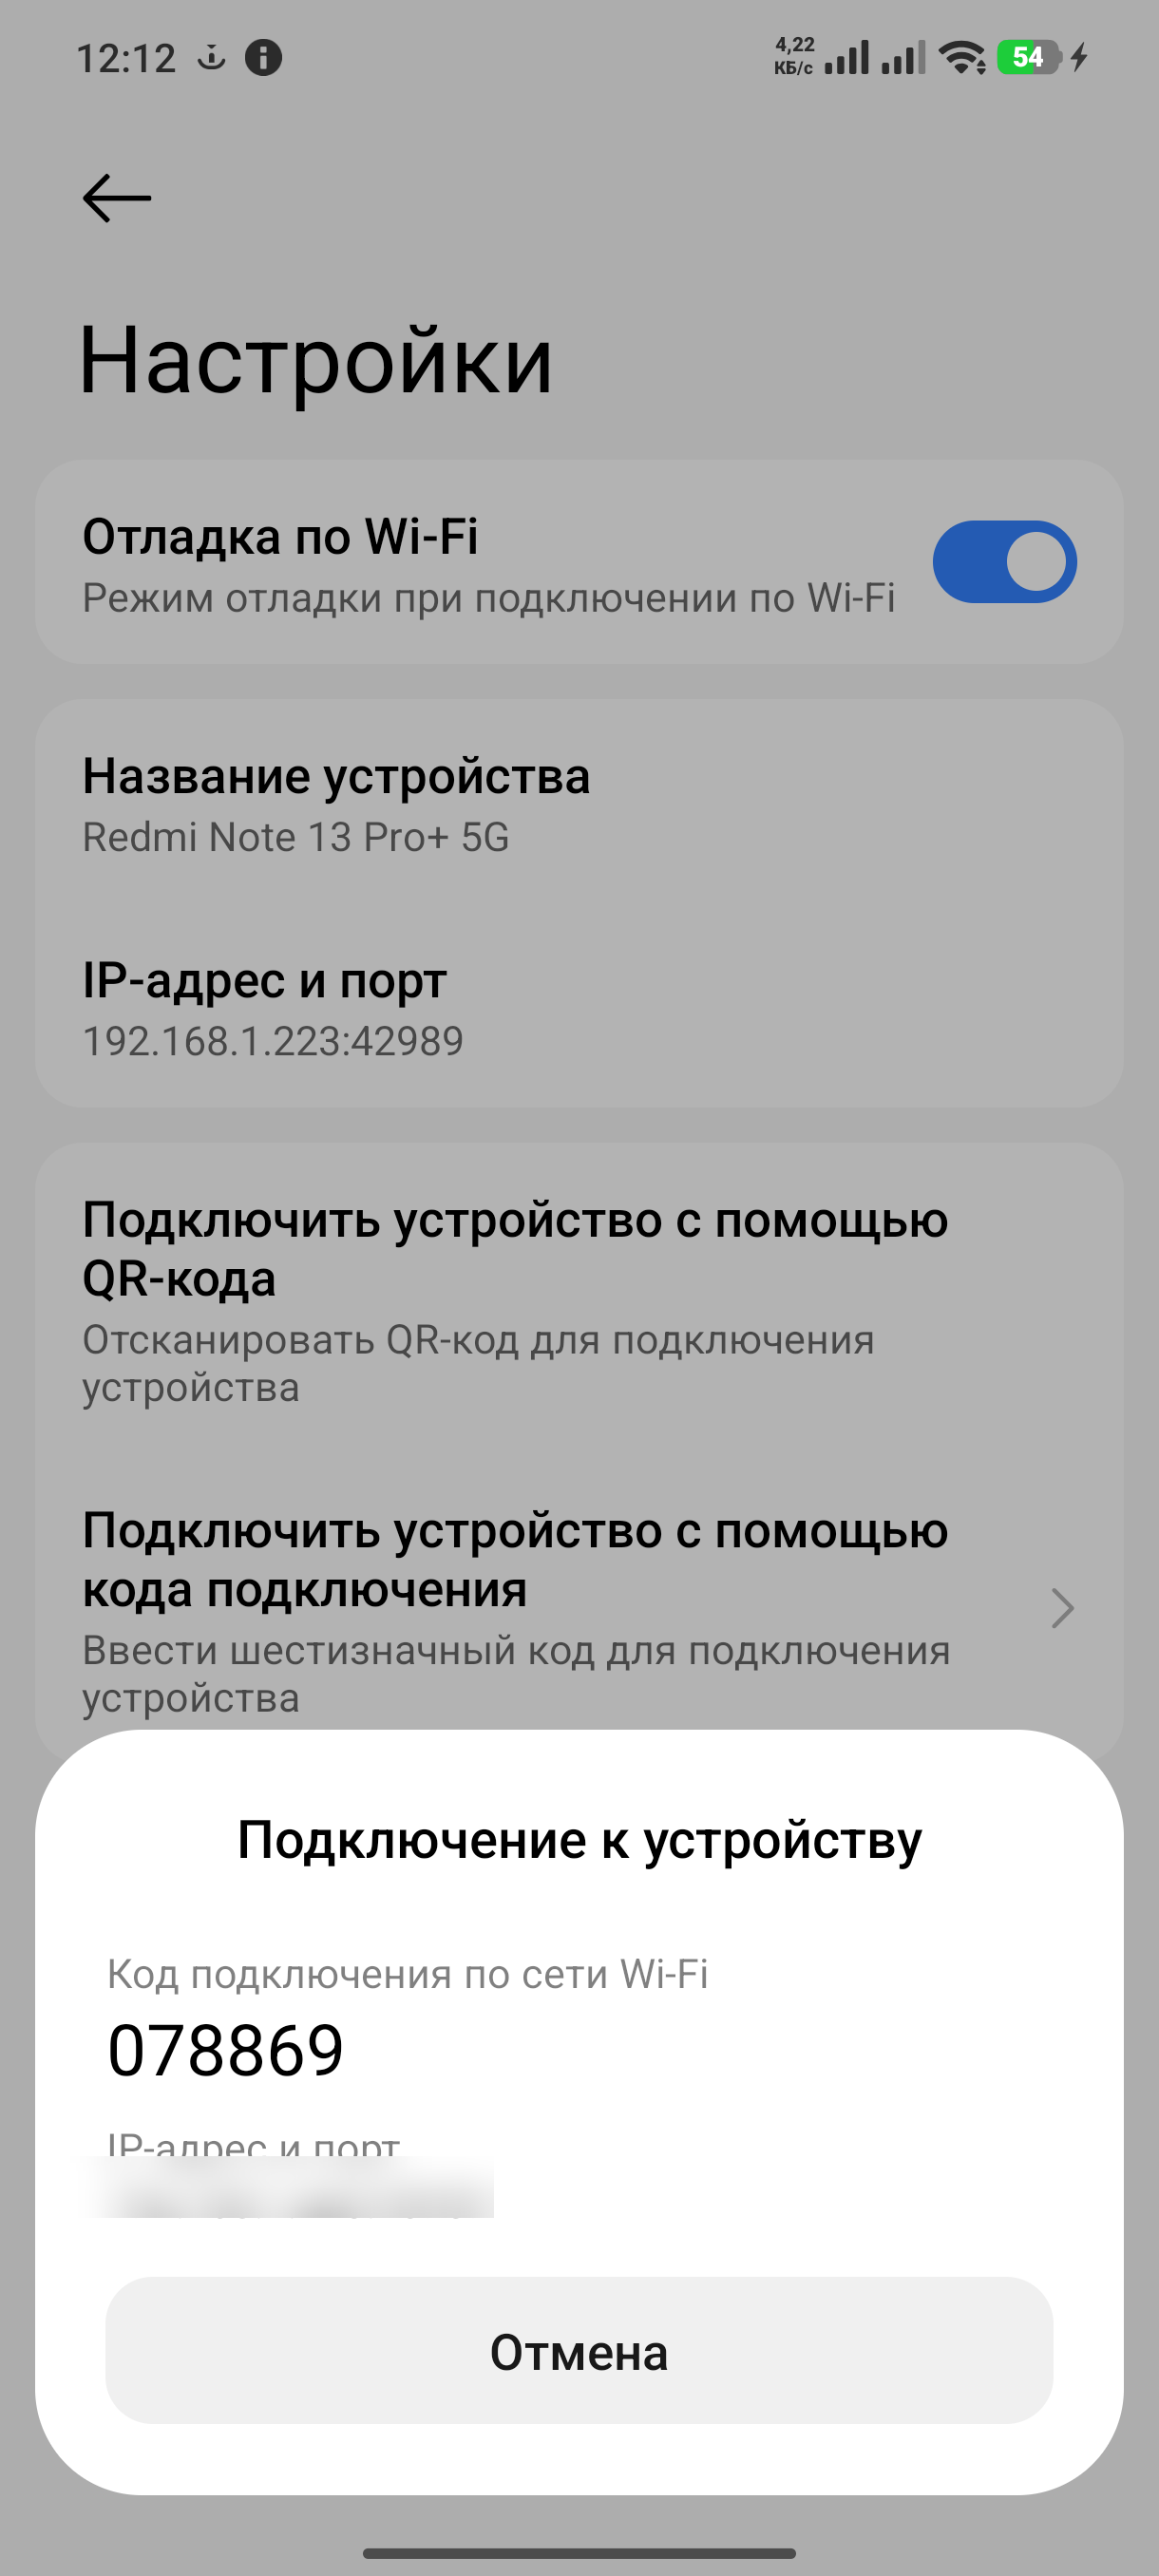 12:12
4,22
КБ/с
54
Настройки
Отладка по Wi-Fi
Режим отладки при подключении по Wi-Fi
Название устройства
Redmi Note 13 Pro+ 5G
IP-адрес и порт
192.168.1.223:42989
Подключить устройство с помощью
QR-кода
Отсканировать QR-код для подключения
устройства
Подключить устройство с помощью
кода подключения
Ввести шестизначный код для подключения
устройства
Подключение к устройству
Код подключения по сети Wi-Fi
078869
IP-адрес и порт
Отмена